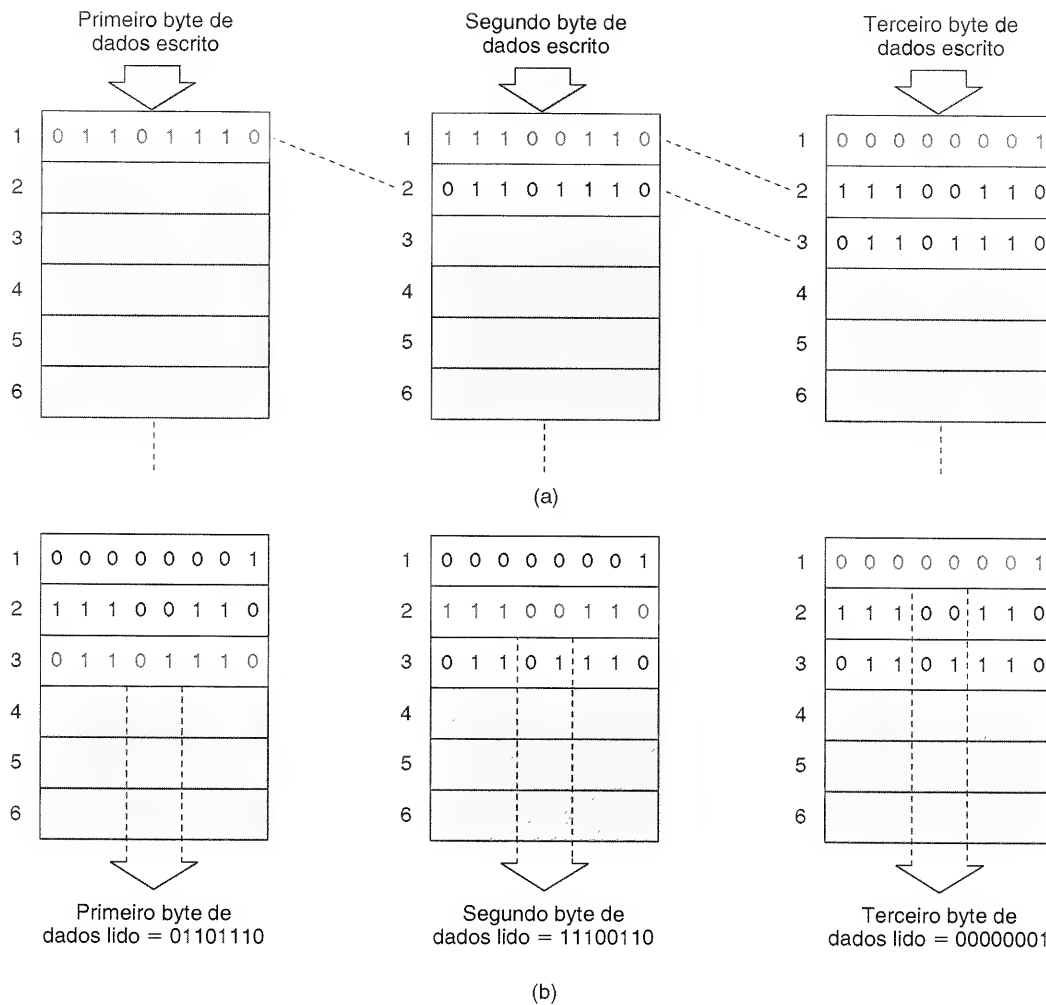 Primeiro byte de
dados escrito
Segundo byte de
dados escrito
Terceiro byte de
dados escrito
1 0 1 1 0 1 1 1 0
2
3
4
5
6
1 1 1 1 0 0 1 1 0
2 0 1 1 0 1 1 1 0
3
4
5
6
1 0 0 0 0 0 0 0 1
2 1 1 1 0 0 1 1 0
3 0 1 1 0 1 1 1 0
4
5
6
(a)
1 0 0 0 0 0 0 0 1
2 1 1 1 0 0 1 1 0
3 0 1 1 0 1 1 1 0
4
5
6
Primeiro byte de
dados lido = 01101110
1 0 0 0 0 0 0 0 1
2 1 1 1 0 0 1 1 0
3 0 1 1 0 1 1 1 0
4
5
6
Segundo byte de
dados lido = 11100110
1 0 0 0 0 0 0 0 1
2 1 1 1 0 0 1 1 0
3 0 1 1 0 1 1 1 0
4
5
6
Terceiro byte de
dados lido = 00000001
(b)